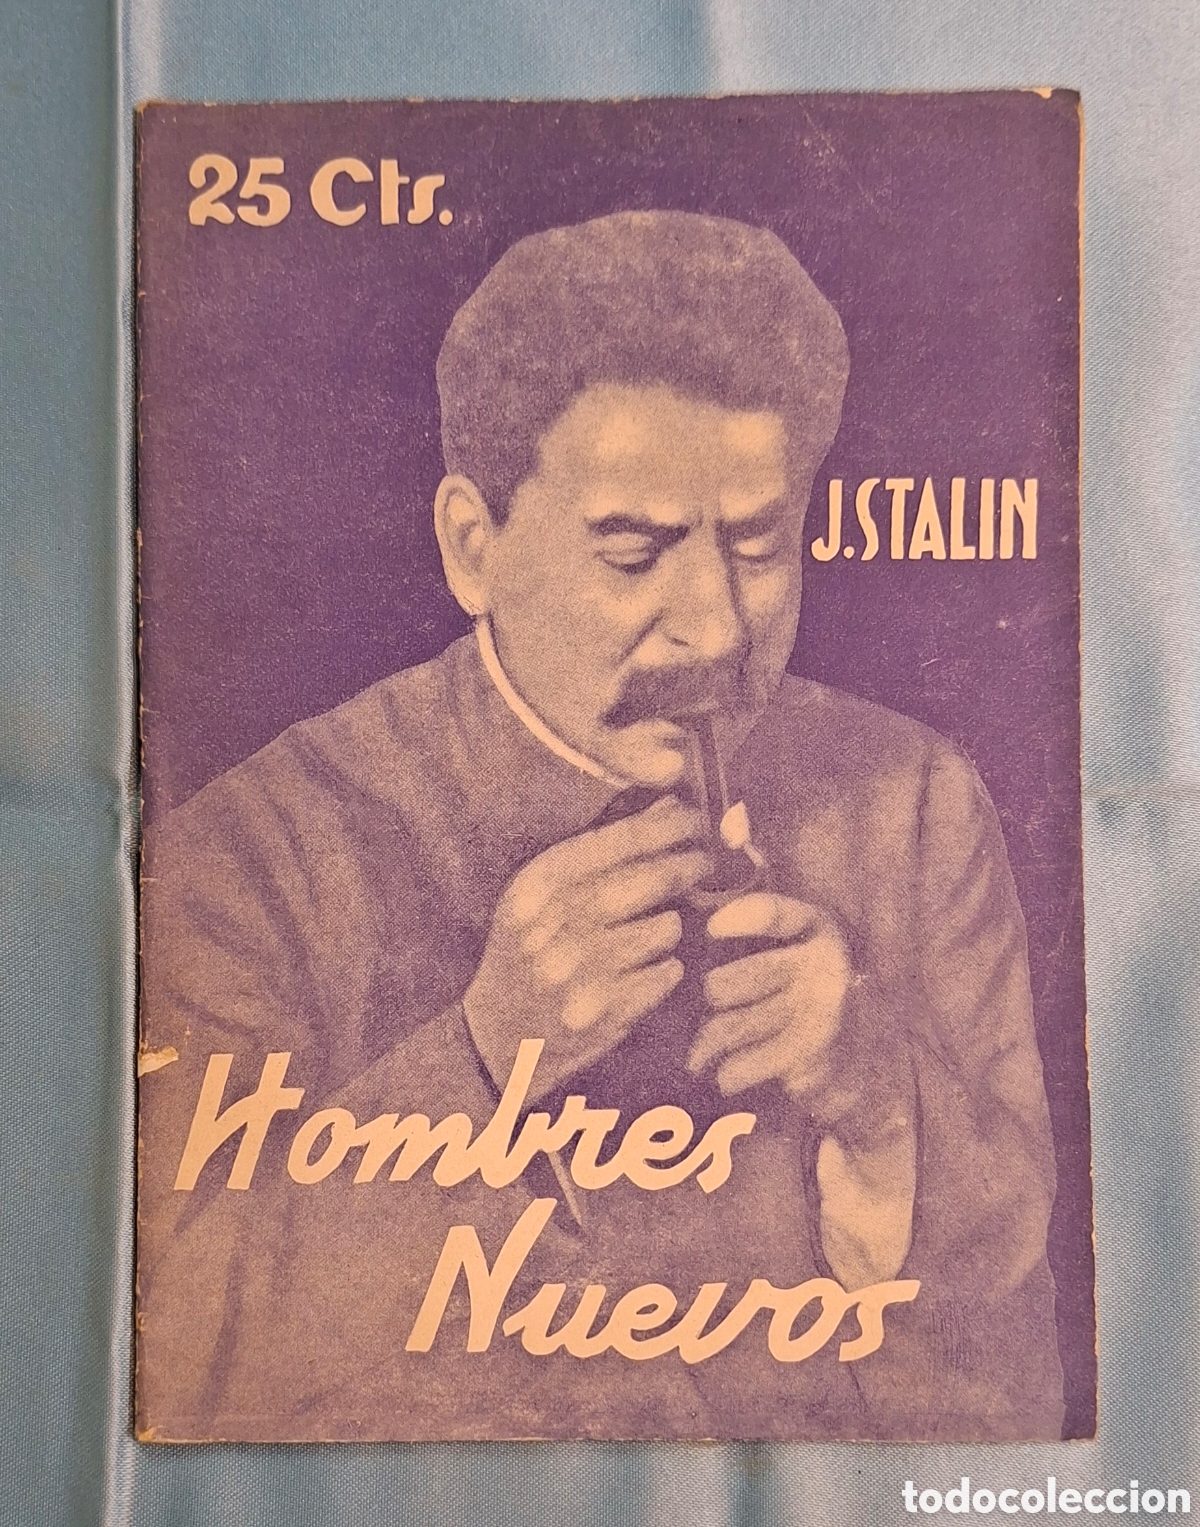 25 Cts.
J. STALIN
Hombres
Nuevos
todocoleccion